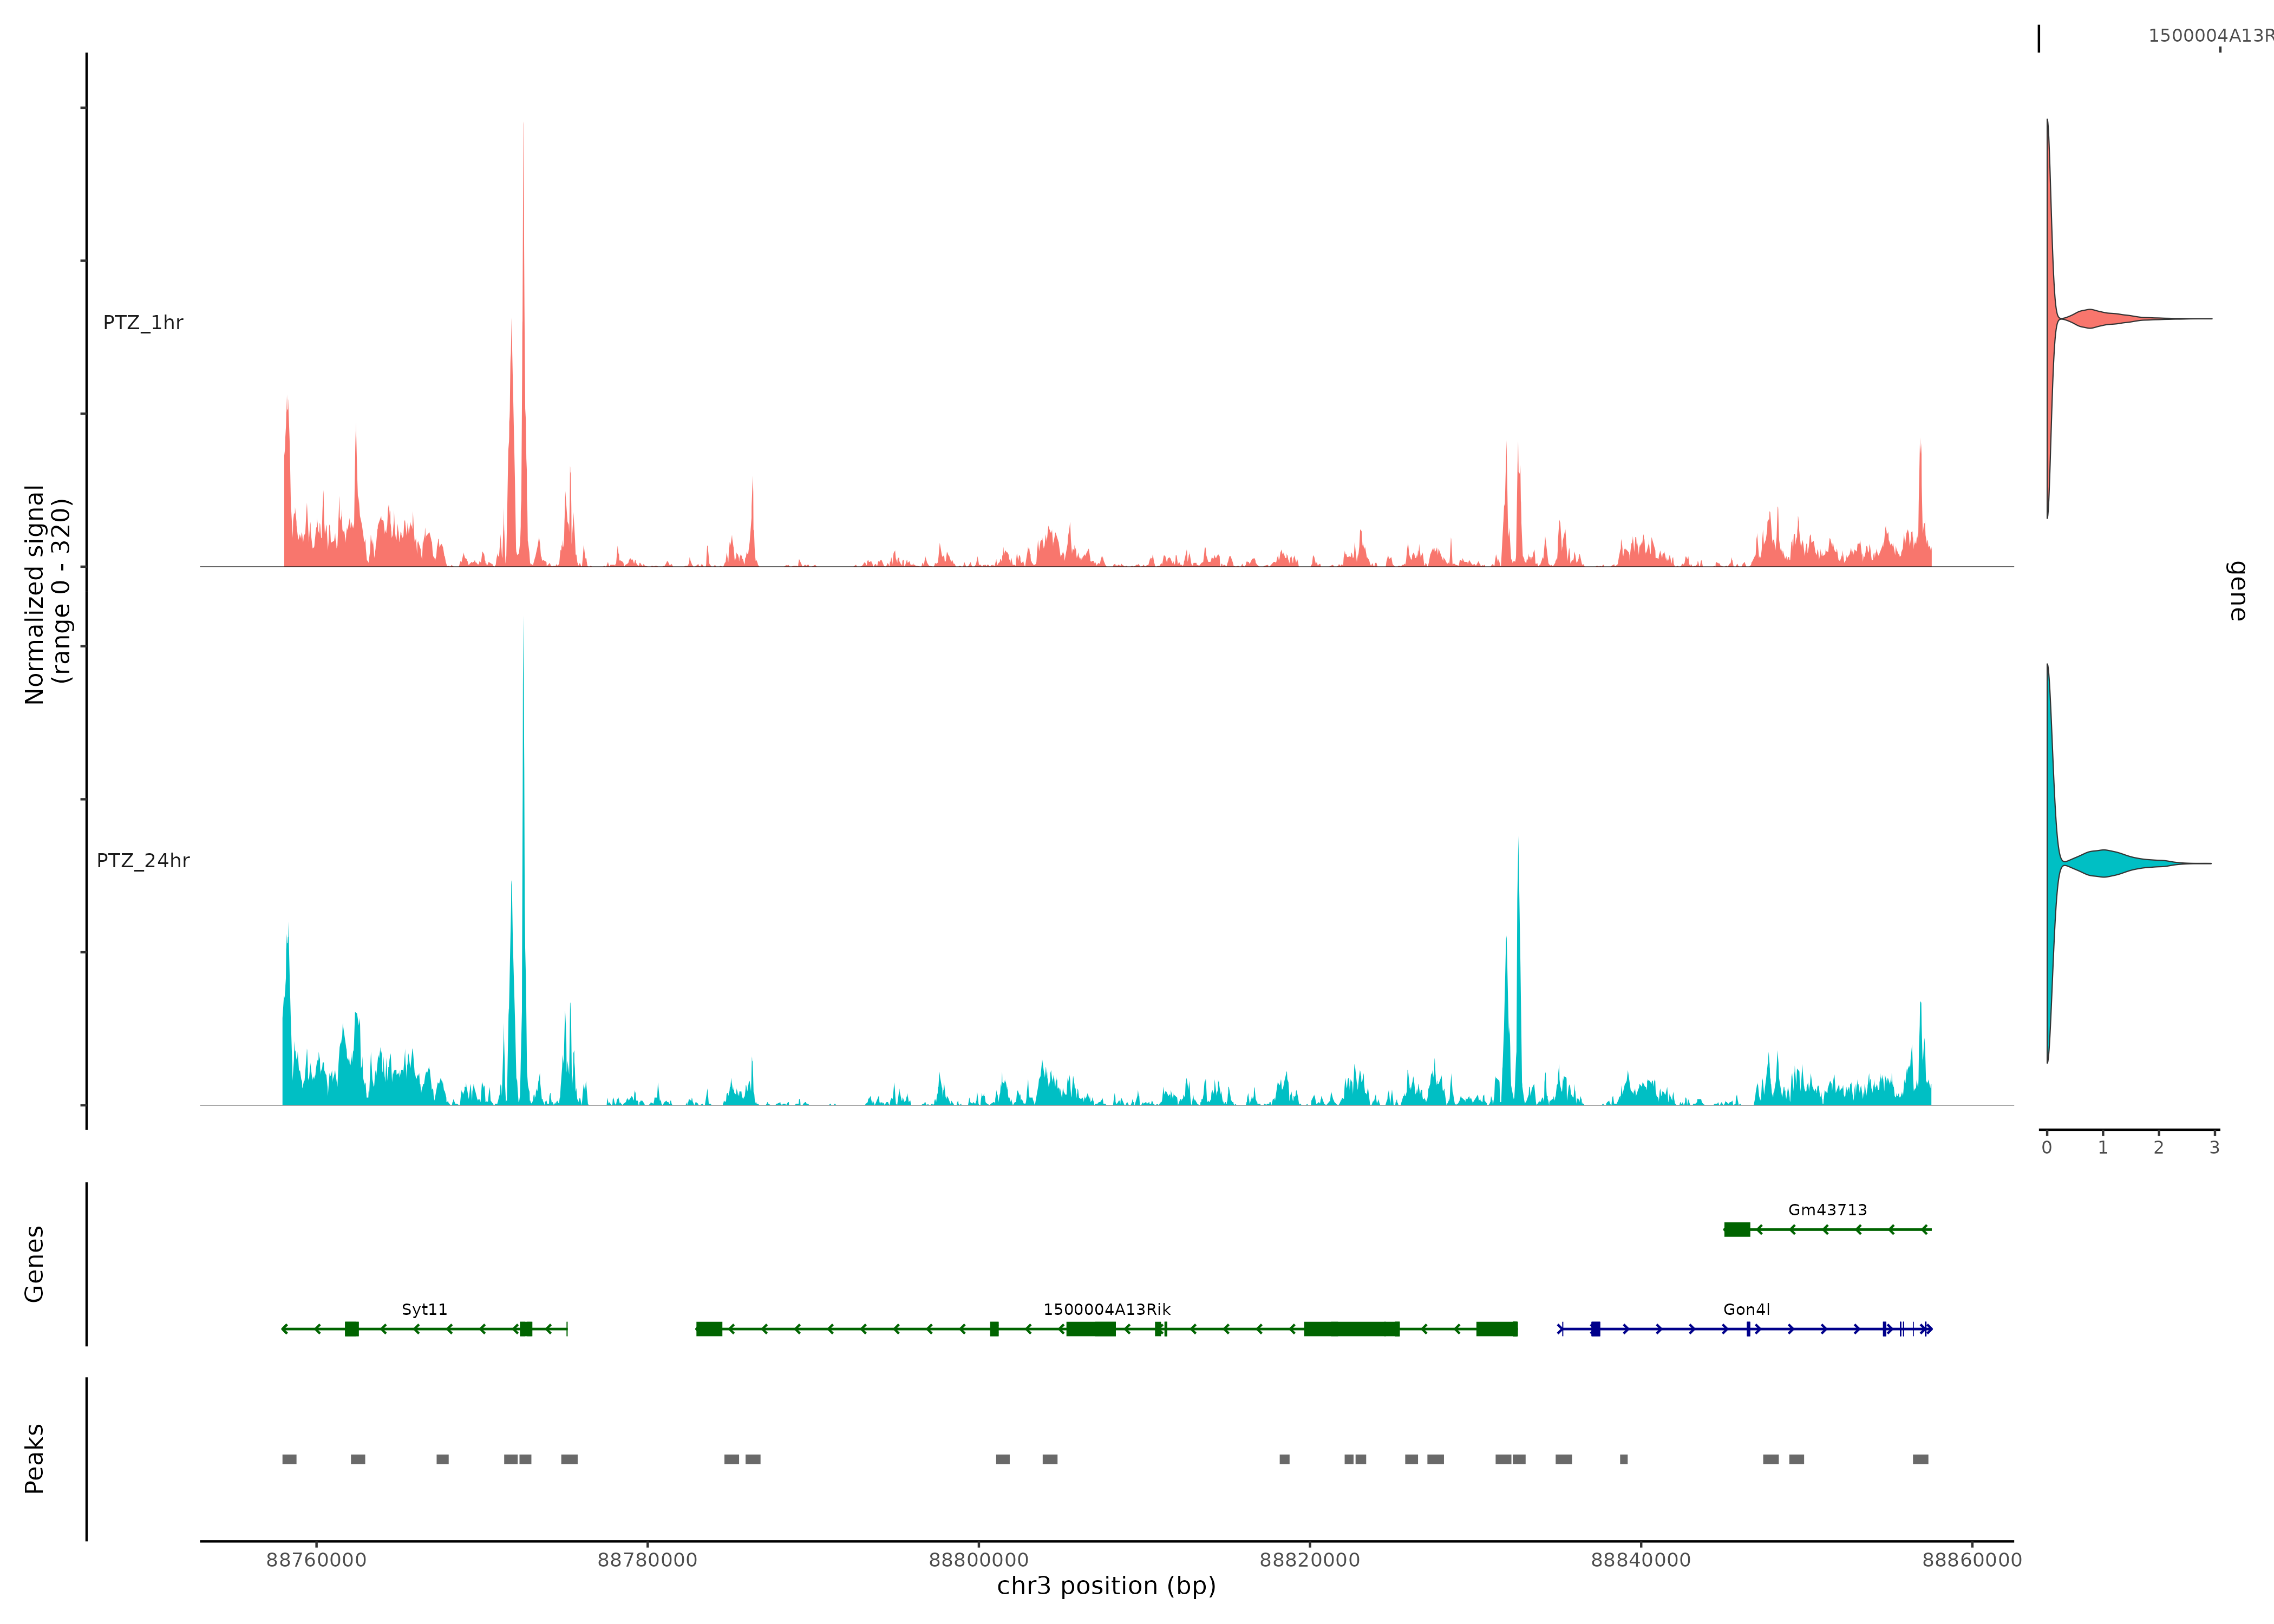 1500004A13R
Normalized signal
(range 0 - 320)
PTZ_1hr
PTZ_24hr
gene
0 1 2 3
Genes
Gm43713
Syt11 1500004A13Rik Gon4l
Peaks
88760000 88780000 88800000 88820000 88840000 88860000
chr3 position (bp)